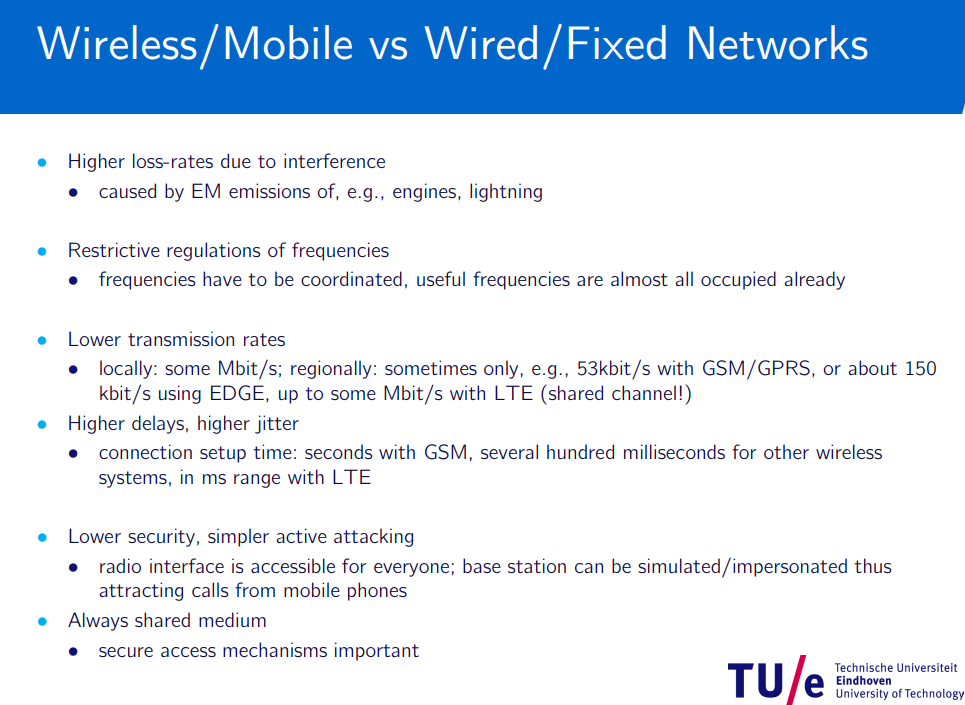 Wireless/Mobile vs Wired/Fixed Networks
• Higher loss-rates due to interference
• caused by EM emissions of, e.g., engines, lightning
• Restrictive regulations of frequencies
• frequencies have to be coordinated, useful frequencies are almost all occupied already
• Lower transmission rates
• locally: some Mbit/s; regionally: sometimes only, e.g., 53kbit/s with GSM/GPRS, or about 150
kbit/s using EDGE, up to some Mbit/s with LTE (shared channel!)
• Higher delays, higher jitter
• connection setup time: seconds with GSM, several hundred milliseconds for other wireless
systems, in ms range with LTE
• Lower security, simpler active attacking
• radio interface is accessible for everyone; base station can be simulated/impersonated thus
attracting calls from mobile phones
• Always shared medium
• secure access mechanisms important
TU/e
Technische Universiteit
Eindhoven
University of Technology